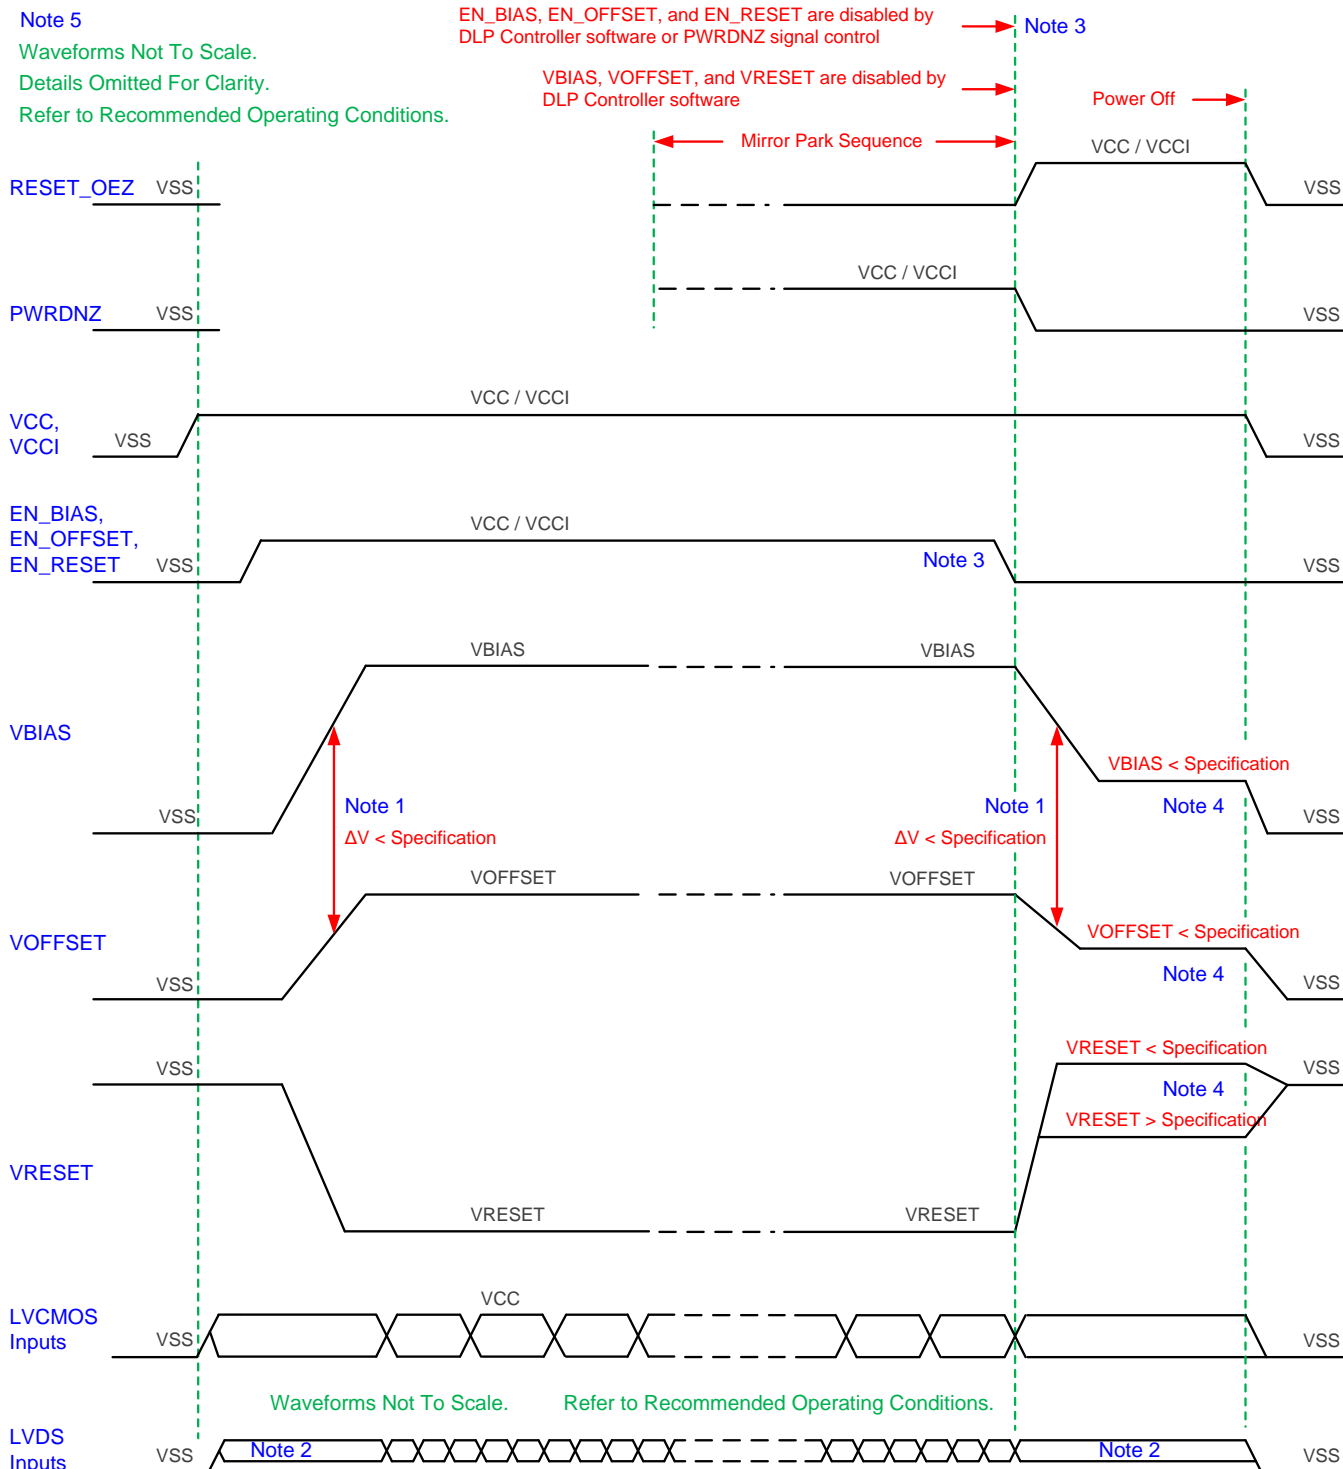 Note 5
Waveforms Not To Scale.
Details Omitted For Clarity.
Refer to Recommended Operating Conditions.
EN_BIAS, EN_OFFSET, and EN_RESET are disabled by
DLP Controller software or PWRDNZ signal control
Note 3
VBIAS, VOFFSET, and VRESET are disabled by
DLP Controller software
Power Off
Mirror Park Sequence
VCC / VCCI
RESET_OEZ
VSS
VSS
VCC / VCCI
PWRDNZ
VSS
VSS
VCC / VCCI
VCC,
VCCI
VSS
VSS
EN_BIAS,
EN_OFFSET,
EN_RESET
VSS
VCC / VCCI
Note 3
VSS
VBIAS
VBIAS
VBIAS
VBIAS < Specification
VSS
Note 1
ΔV < Specification
Note 1
ΔV < Specification
Note 4
VSS
VOFFSET
VOFFSET
VOFFSET
VOFFSET < Specification
VSS
Note 4
VSS
VSS
VRESET < Specification
VSS
Note 4
VRESET > Specification
VRESET
VRESET
VRESET
LVCMOS
Inputs
VSS
VCC
VSS
Waveforms Not To Scale.
Refer to Recommended Operating Conditions.
LVDS
Inputs
VSS
Note 2
Note 2
VSS